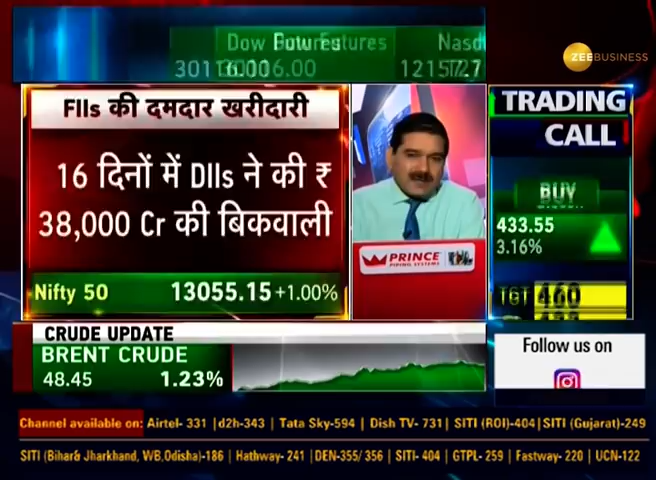 Dow Futures
Nasd
30116.00
ZEE BUSINESS
FIIs की दमदार खरीदारी
16 दिनों में DIIs ने की ₹
38,000 Cr की बिकवाली
Nifty 50 13055.15 +1.00%
PRINCE
PIPING SYSTEMS
TRADING
CALL
BUY
433.55
3.16%
TGT 460
CRUDE UPDATE
BRENT CRUDE
48.45 1.23%
Follow us on
Channel available on: Airtel- 331 | d2h-343 | Tata Sky-594 | Dish TV- 731 | SITI (ROI)-404 | SITI (Gujarat)-249
SITI (Bihar& Jharkhand, WB,Odisha)-186 | Hathway- 241 | DEN-355/ 356 | SITI- 404 | GTPL- 259 | Fastway- 220 | UCN-122